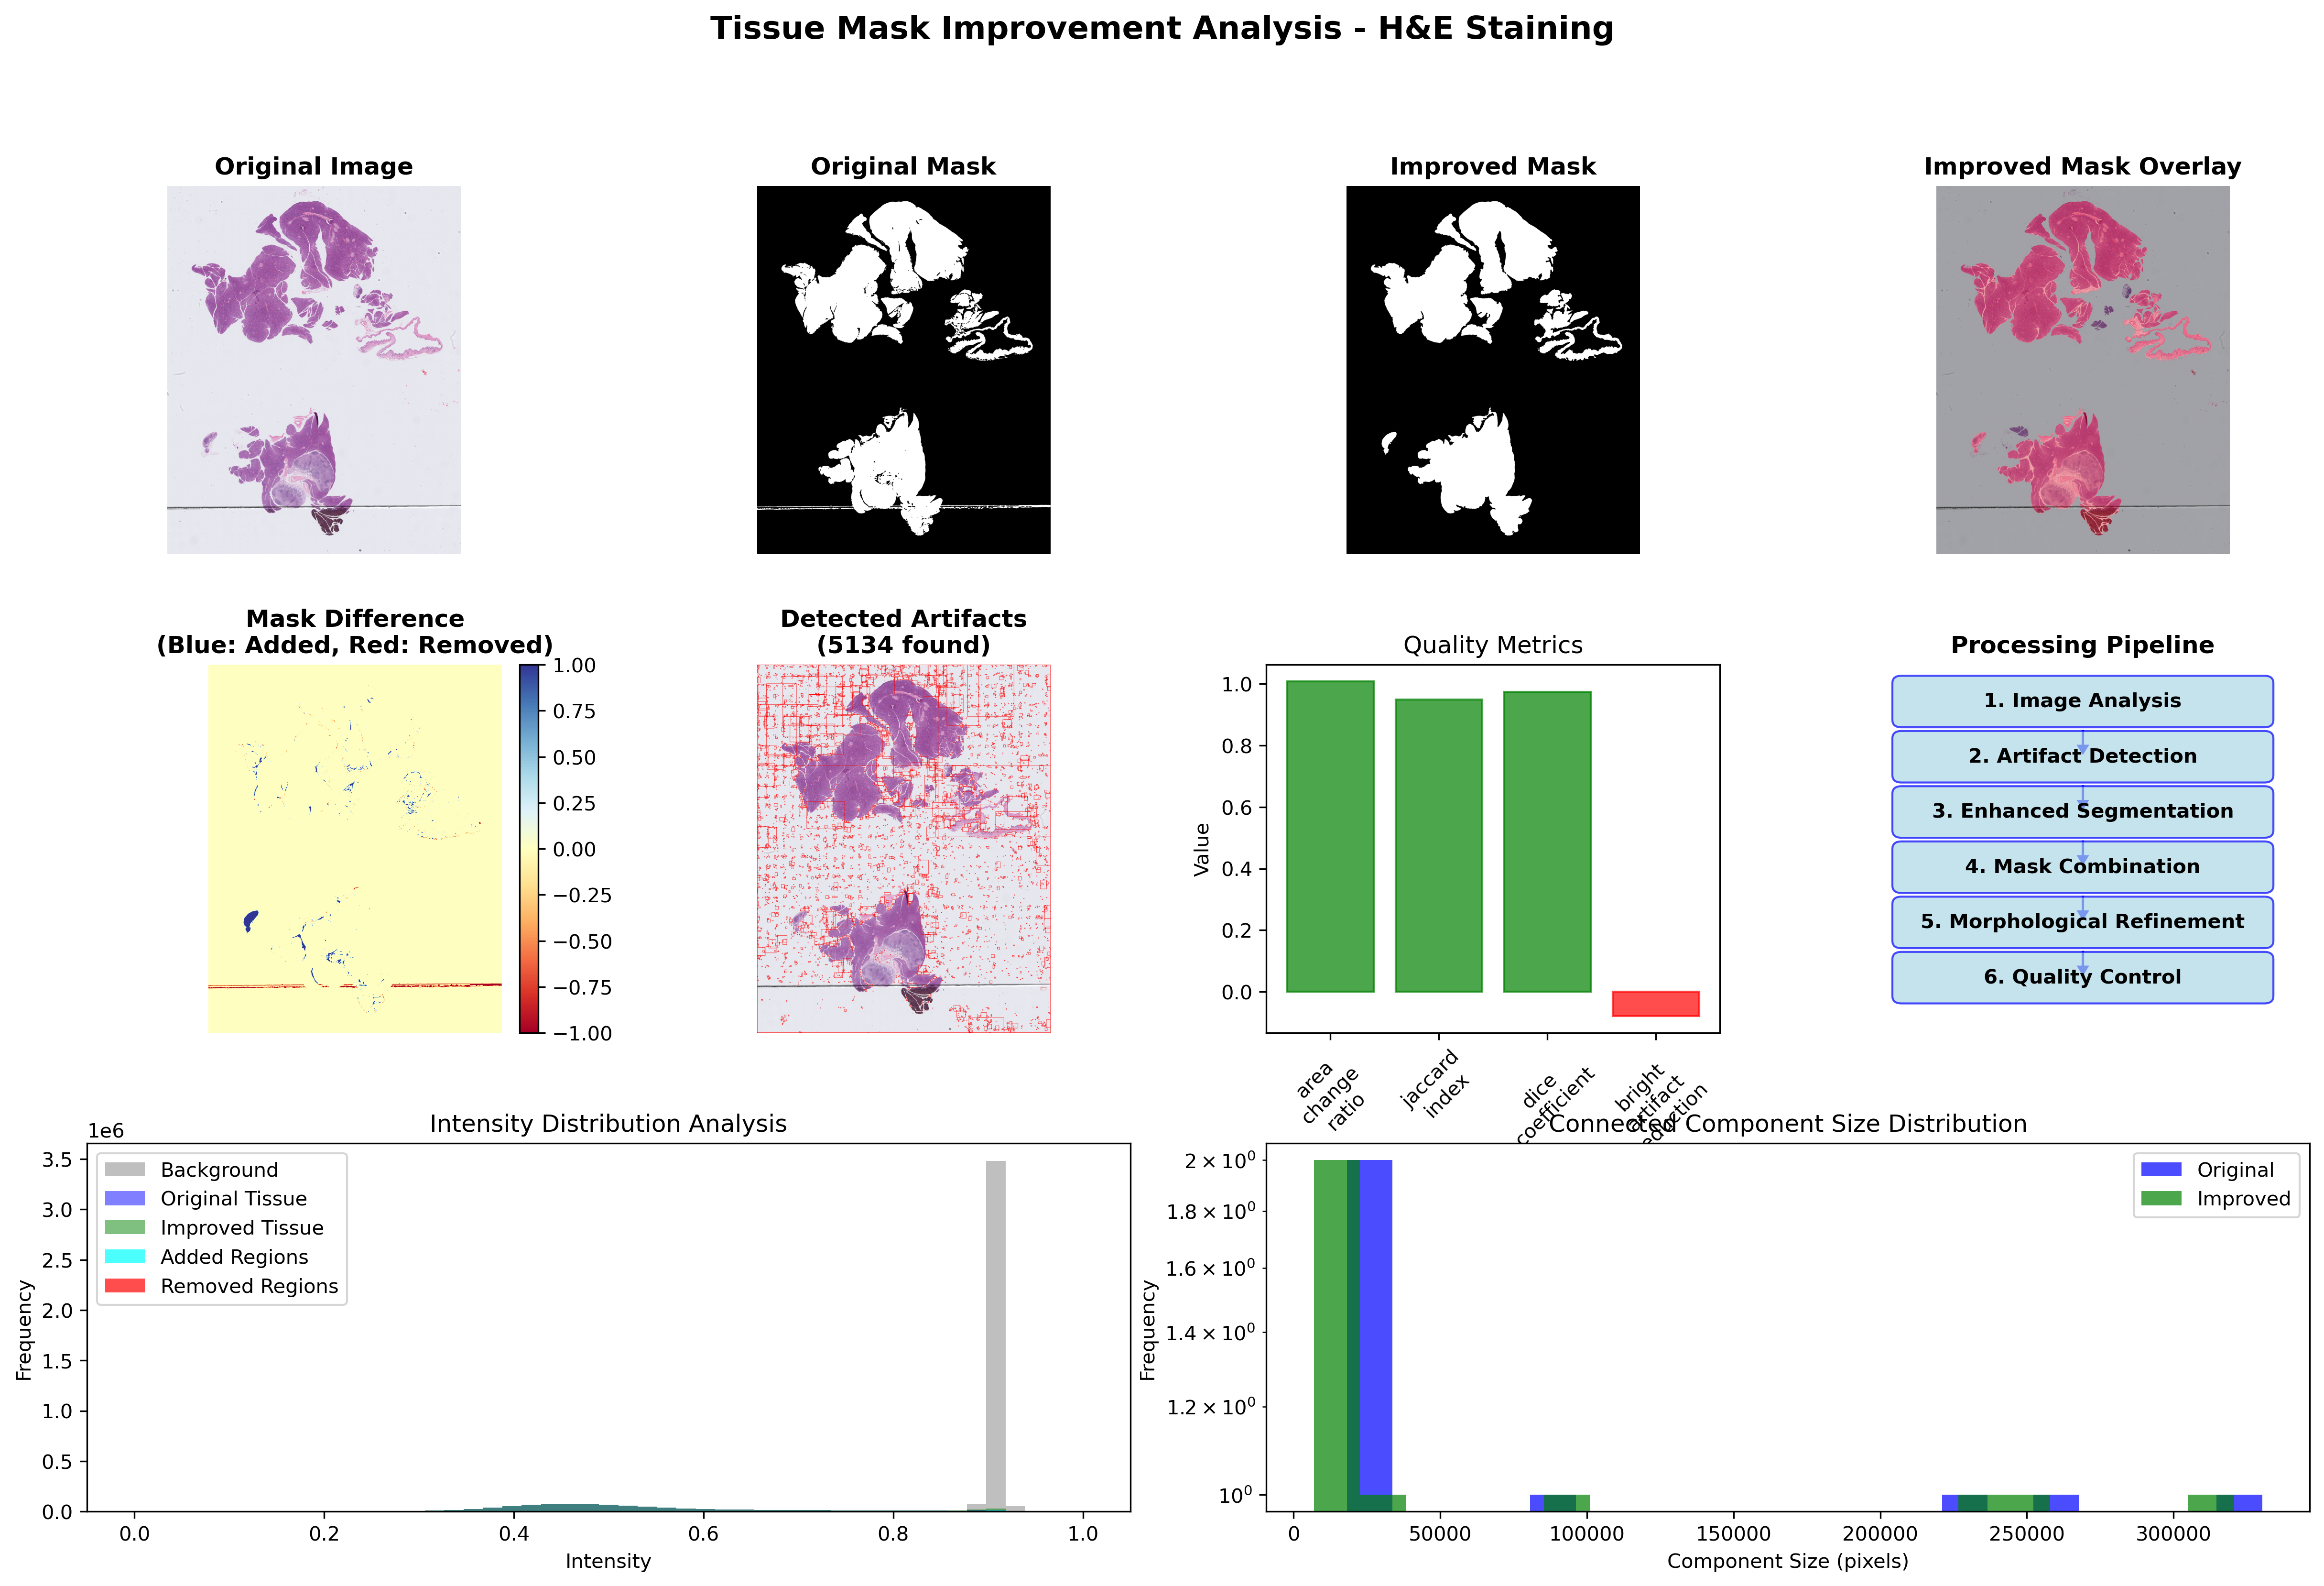 Tissue Mask Improvement Analysis - H&E Staining
Original Image
Original Mask
Improved Mask
Improved Mask Overlay
Mask Difference
(Blue: Added, Red: Removed)
1.00
0.75
0.50
0.25
0.00
−0.25
−0.50
−0.75
−1.00
Detected Artifacts
(5134 found)
Quality Metrics
Value
1.0
0.8
0.6
0.4
0.2
0.0
area
change
ratio
jaccard
index
dice
coefficient
bright
artifact
Processing Pipeline
1. Image Analysis
2. Artifact Detection
3. Enhanced Segmentation
4. Mask Combination
5. Morphological Refinement
6. Quality Control
Intensity Distribution Analysis
1e6
Frequency
3.5
3.0
2.5
2.0
1.5
1.0
0.5
0.0
Background
Original Tissue
Improved Tissue
Added Regions
Removed Regions
0.0
0.2
0.4
0.6
0.8
1.0
Intensity
Connected Component Size Distribution
Frequency
2 × 10⁰
1.8 × 10⁰
1.6 × 10⁰
1.4 × 10⁰
1.2 × 10⁰
10⁰
Original
Improved
0
50000
100000
150000
200000
250000
300000
Component Size (pixels)